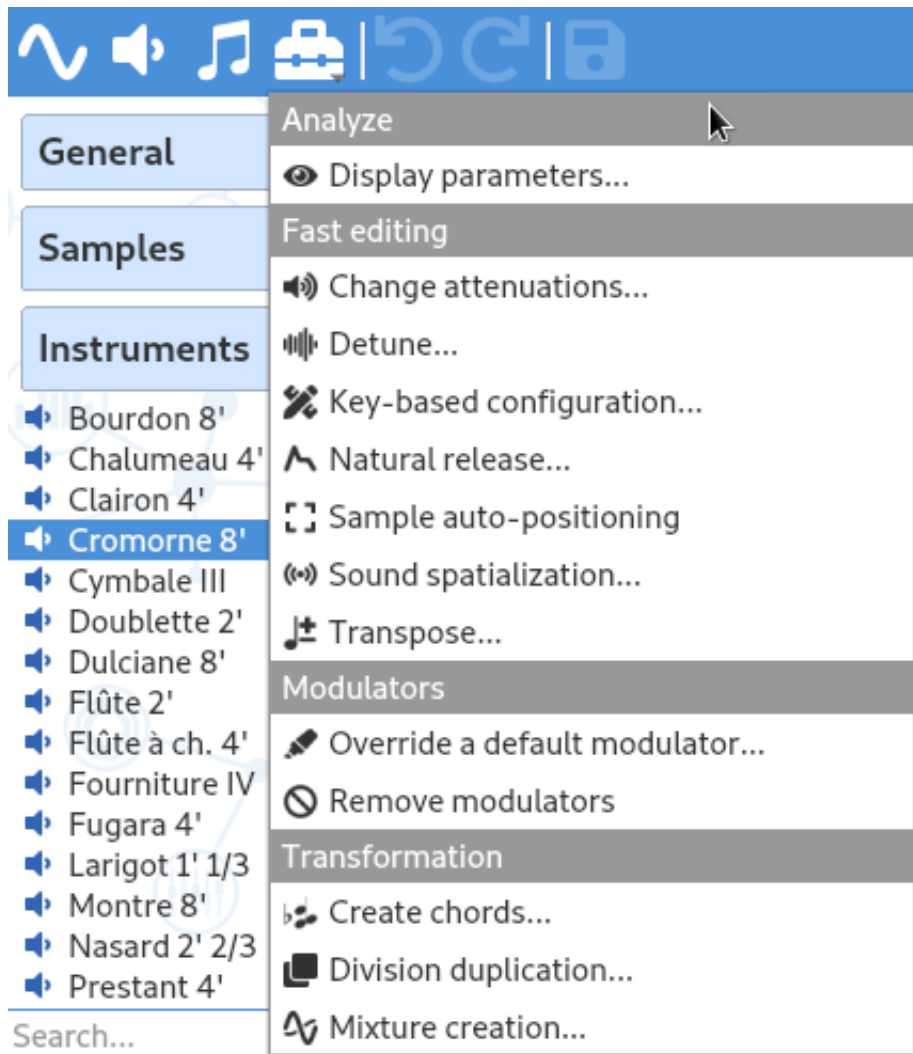 General
Samples
Instruments
Bourdon 8'
Chalumeau 4'
Clairon 4'
Cromorne 8'
Cymbale III
Doublette 2'
Dulciane 8'
Flûte 2'
Flûte à ch. 4'
Fourniture IV
Fugara 4'
Larigot 1' 1/3
Montre 8'
Nasard 2' 2/3
Prestant 4'
Search...
Analyze
Display parameters...
Fast editing
Change attenuations...
Detune...
Key-based configuration...
Natural release...
Sample auto-positioning
Sound spatialization...
Transpose...
Modulators
Override a default modulator...
Remove modulators
Transformation
Create chords...
Division duplication...
Mixture creation...